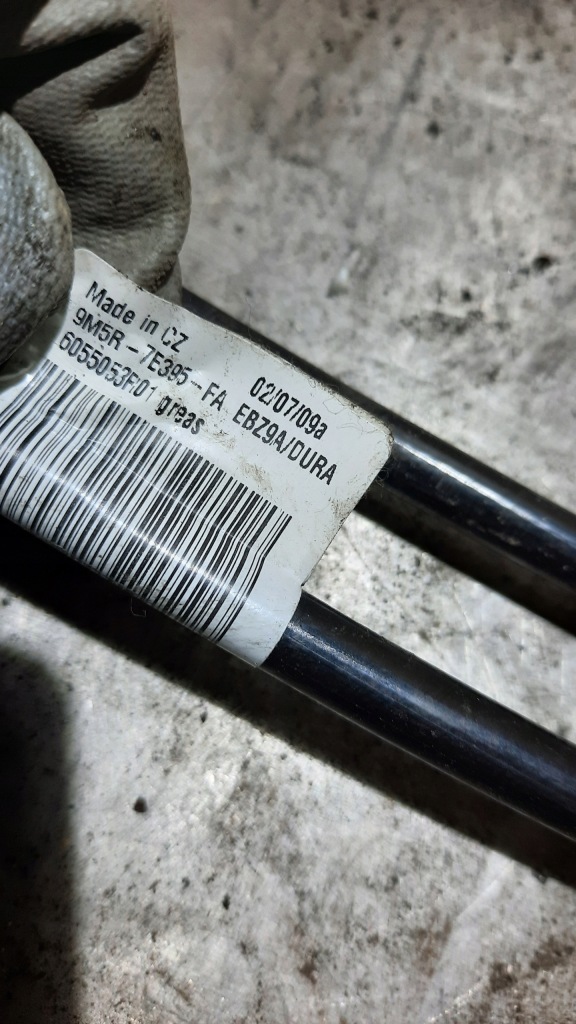 Made in CZ 02/07/09a
9M5R-7E395-FA EBZ9A/DURA
6055053F01 greas